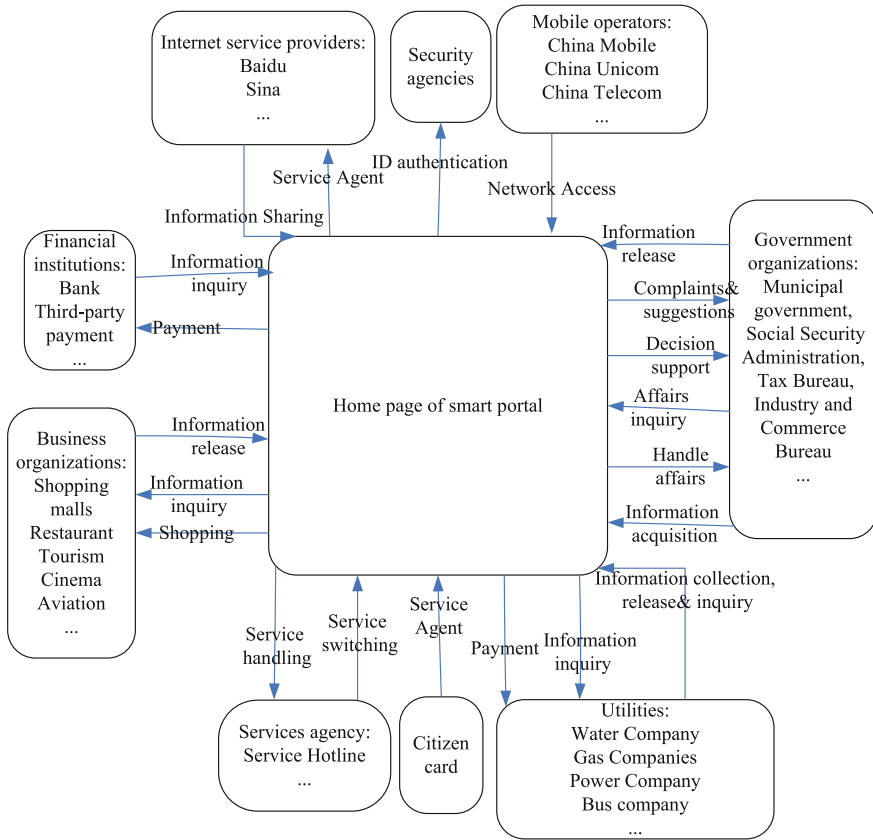 Internet service providers:
Baidu
Sina
...
Security
agencies
Mobile operators:
China Mobile
China Unicom
China Telecom
...
ID authentication
Service Agent
Network Access
Information Sharing
Financial
institutions:
Bank
Third-party
payment
...
Information
inquiry
Payment
Information
release
Complaints&
suggestions
Decision
support
Affairs
inquiry
Handle
affairs
Information
acquisition
Government
organizations:
Municipal
government,
Social Security
Administration,
Tax Bureau,
Industry and
Commerce
Bureau
...
Home page of smart portal
Business
organizations:
Shopping
malls
Restaurant
Tourism
Cinema
Aviation
...
Information
release
Information
inquiry
Shopping
Service
handling
Service
switching
Service
Agent
Payment
Information
inquiry
Information collection,
release& inquiry
Services agency:
Service Hotline
...
Citizen
card
Utilities:
Water Company
Gas Companies
Power Company
Bus company
...